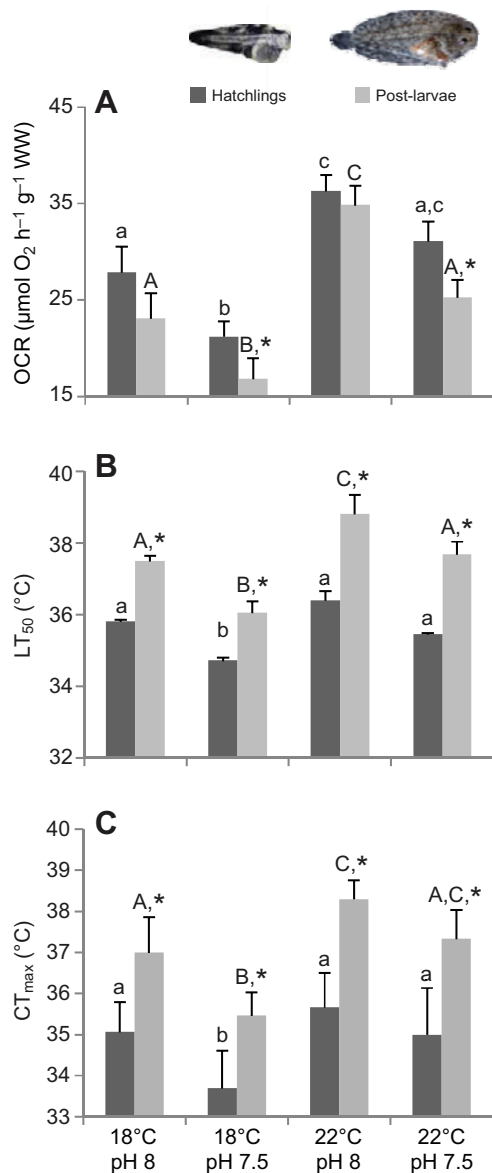 Hatchlings Post-larvae
A
OCR (µmol O₂ h⁻¹ g⁻¹ WW)
45
35
25
15
a A b B,* c C a,c A,*
B
LT₅₀ (°C)
40
38
36
34
32
a A,* b B,* a C,* a A,*
C
CTₘₐₓ (°C)
40
39
38
37
36
35
34
33
a A,* b B,* a C,* a A,C,*
18°C 18°C 22°C 22°C
pH 8 pH 7.5 pH 8 pH 7.5